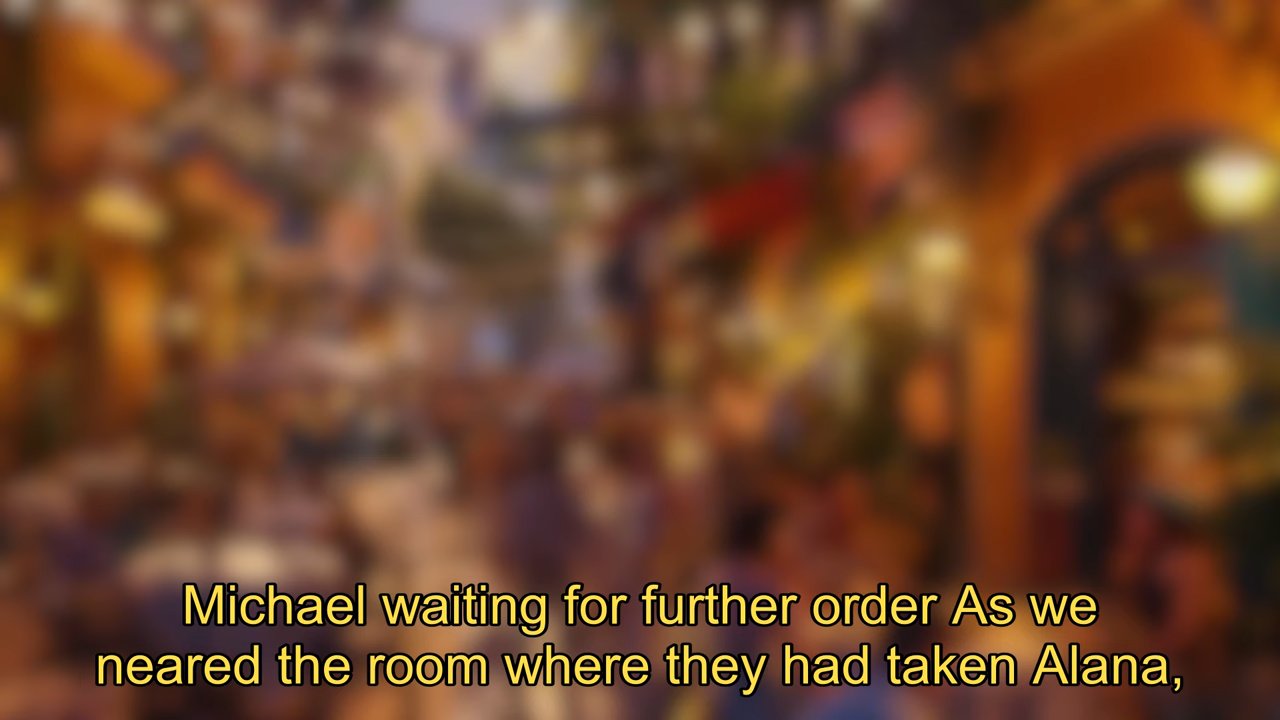 Michael waiting for further order As we
neared the room where they had taken Alana,